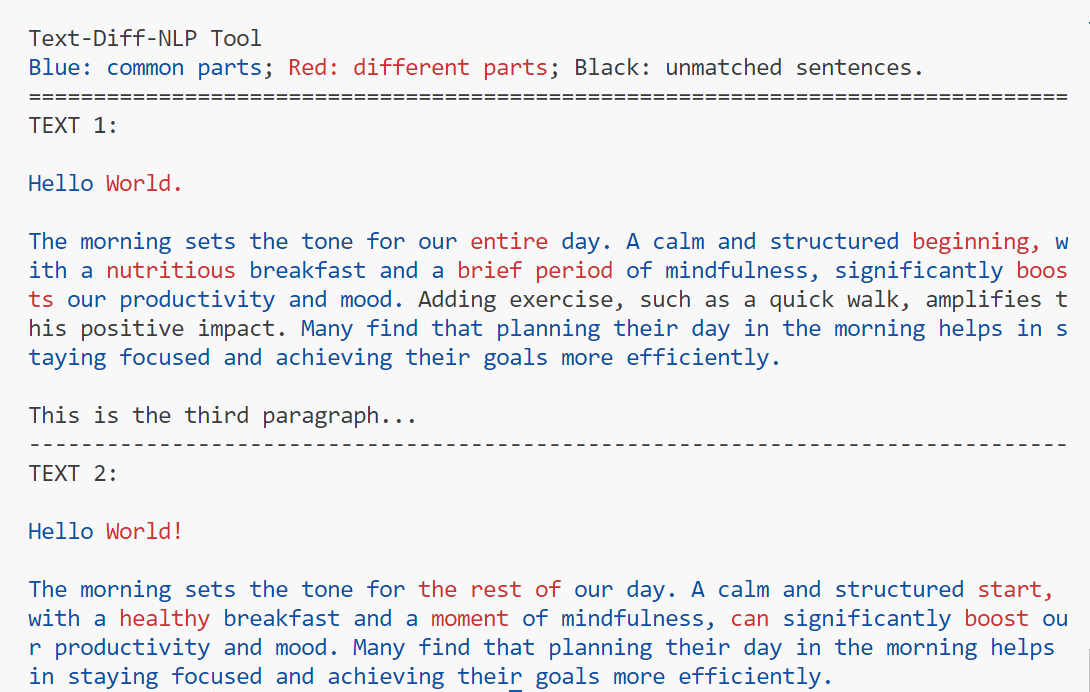 Text-Diff-NLP Tool
Blue: common parts; Red: different parts; Black: unmatched sentences.
================================================================================
TEXT 1:
Hello World.
The morning sets the tone for our entire day. A calm and structured beginning, w
ith a nutritious breakfast and a brief period of mindfulness, significantly boos
ts our productivity and mood. Adding exercise, such as a quick walk, amplifies t
his positive impact. Many find that planning their day in the morning helps in s
taying focused and achieving their goals more efficiently.
This is the third paragraph...
--------------------------------------------------------------------------------
TEXT 2:
Hello World!
The morning sets the tone for the rest of our day. A calm and structured start,
with a healthy breakfast and a moment of mindfulness, can significantly boost ou
r productivity and mood. Many find that planning their day in the morning helps
in staying focused and achieving their goals more efficiently.